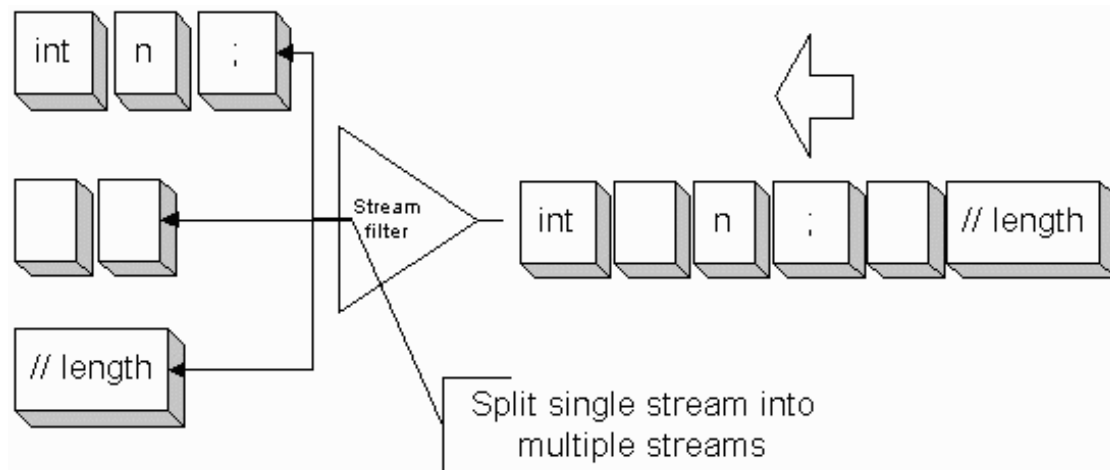 int n ;
Stream
filter
int n ; // length
// length
Split single stream into
multiple streams